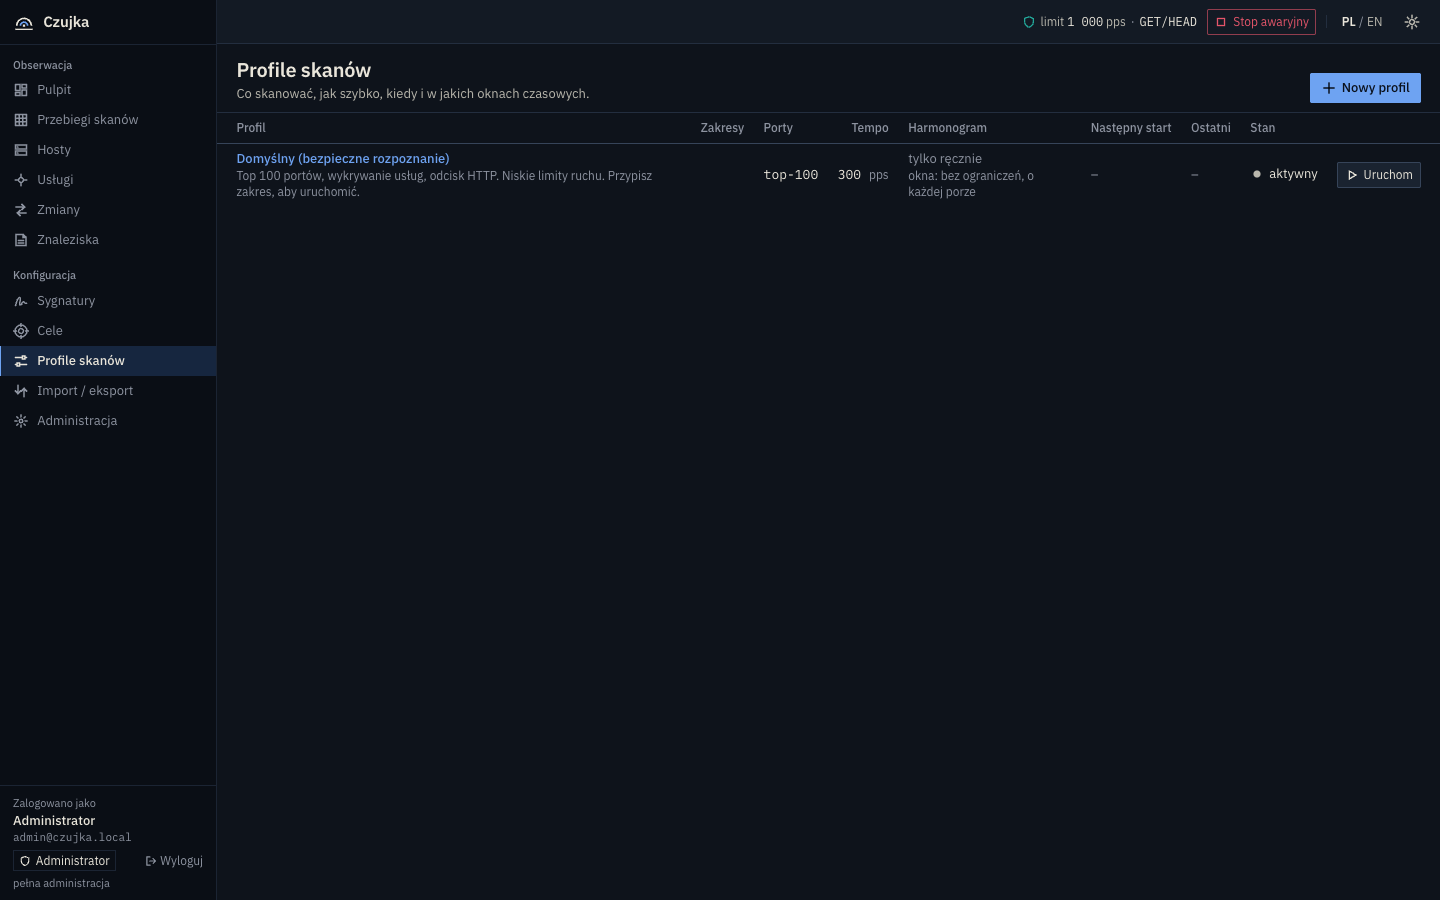 Czujka
limit 1 000 pps · GET/HEAD
Stop awaryjny
PL / EN
Obserwacja
Pulpit
Przebiegi skanów
Hosty
Usługi
Zmiany
Znaleziska
Konfiguracja
Sygnatury
Cele
Profile skanów
Import / eksport
Administracja
Zalogowano jako
Administrator
admin@czujka.local
Administrator
Wyloguj
pełna administracja
Profile skanów
Co skanować, jak szybko, kiedy i w jakich oknach czasowych.
Nowy profil
Profil Zakresy Porty Tempo Harmonogram Następny start Ostatni Stan
Domyślny (bezpieczne rozpoznanie)
Top 100 portów, wykrywanie usług, odcisk HTTP. Niskie limity ruchu. Przypisz
zakres, aby uruchomić.
top-100
300 pps
tylko ręcznie
okna: bez ograniczeń, o
każdej porze
–
–
aktywny
Uruchom